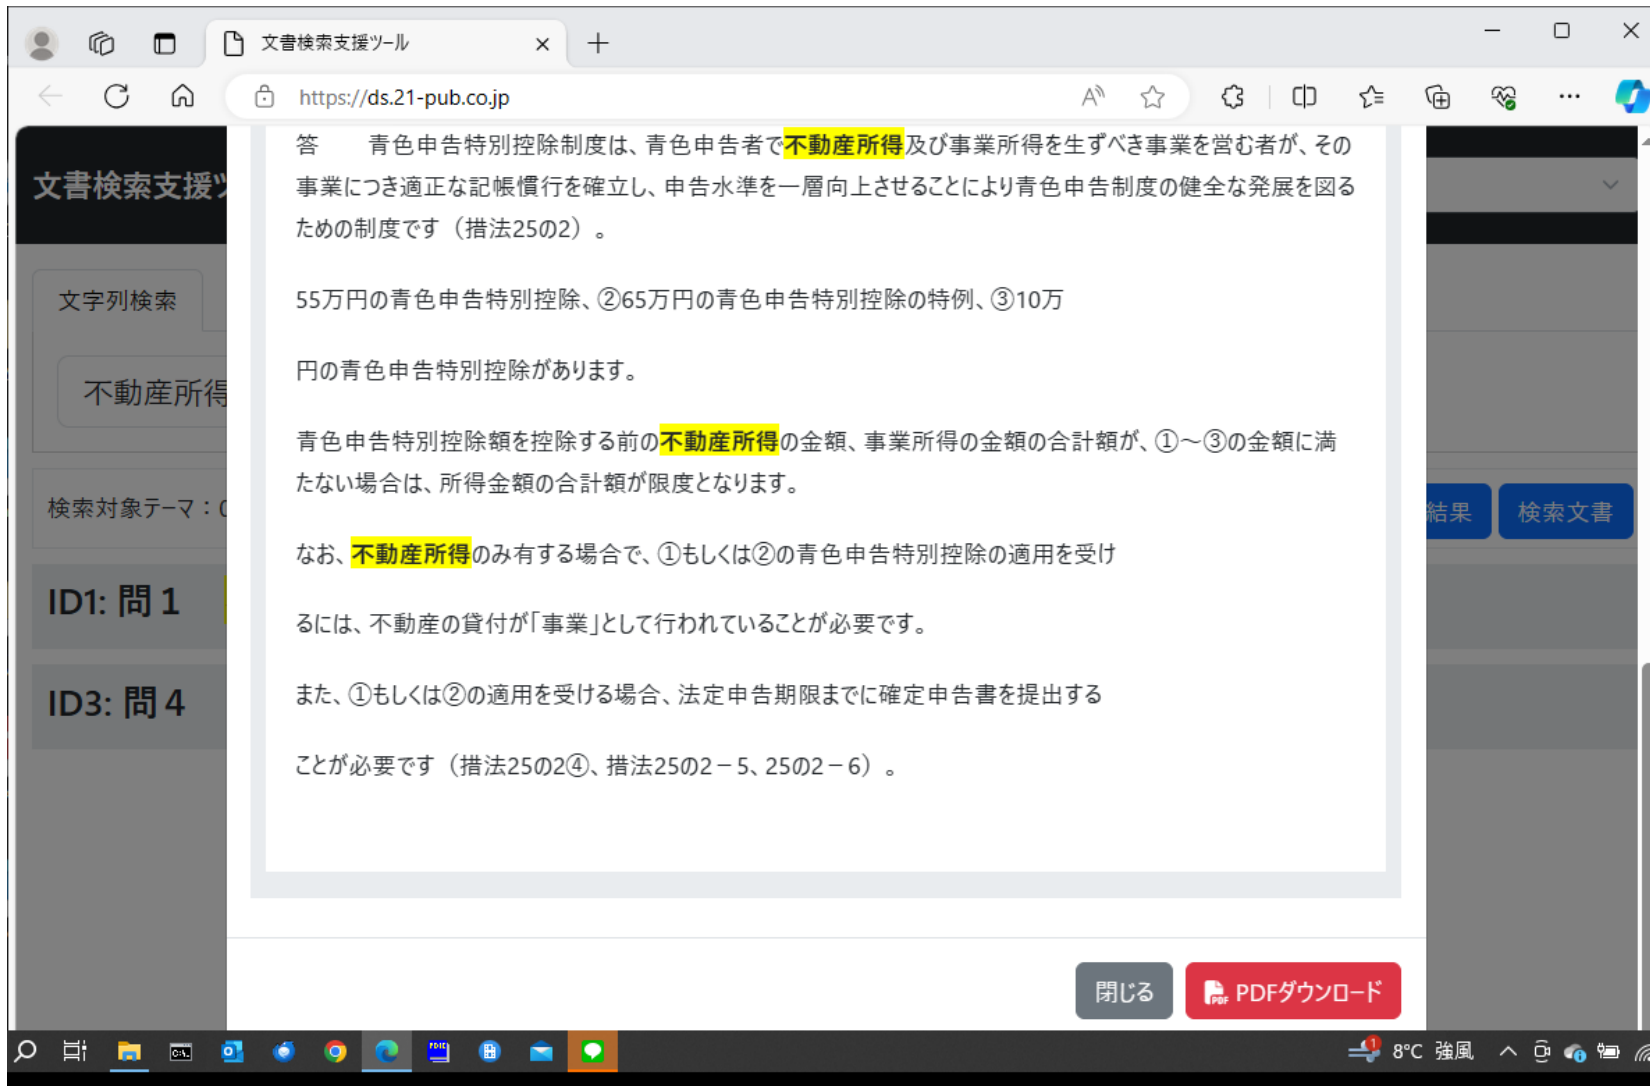 文書検索支援ツール
https://ds.21-pub.co.jp
文書検索支援ツ
文字列検索
不動産所得
検索対象テーマ：
結果
検索文書
ID1: 問１
ID3: 問４
答　　青色申告特別控除制度は、青色申告者で不動産所得及び事業所得を生ずべき事業を営む者が、その
事業につき適正な記帳慣行を確立し、申告水準を一層向上させることにより青色申告制度の健全な発展を図る
ための制度です（措法25の2）。
55万円の青色申告特別控除、②65万円の青色申告特別控除の特例、③10万
円の青色申告特別控除があります。
青色申告特別控除額を控除する前の不動産所得の金額、事業所得の金額の合計額が、①～③の金額に満
たない場合は、所得金額の合計額が限度となります。
なお、不動産所得のみ有する場合で、①もしくは②の青色申告特別控除の適用を受け
るには、不動産の貸付が「事業」として行われていることが必要です。
また、①もしくは②の適用を受ける場合、法定申告期限までに確定申告書を提出する
ことが必要です（措法25の2④、措法25の2－5、25の2－6）。
閉じる
PDFダウンロード
8°C 強風